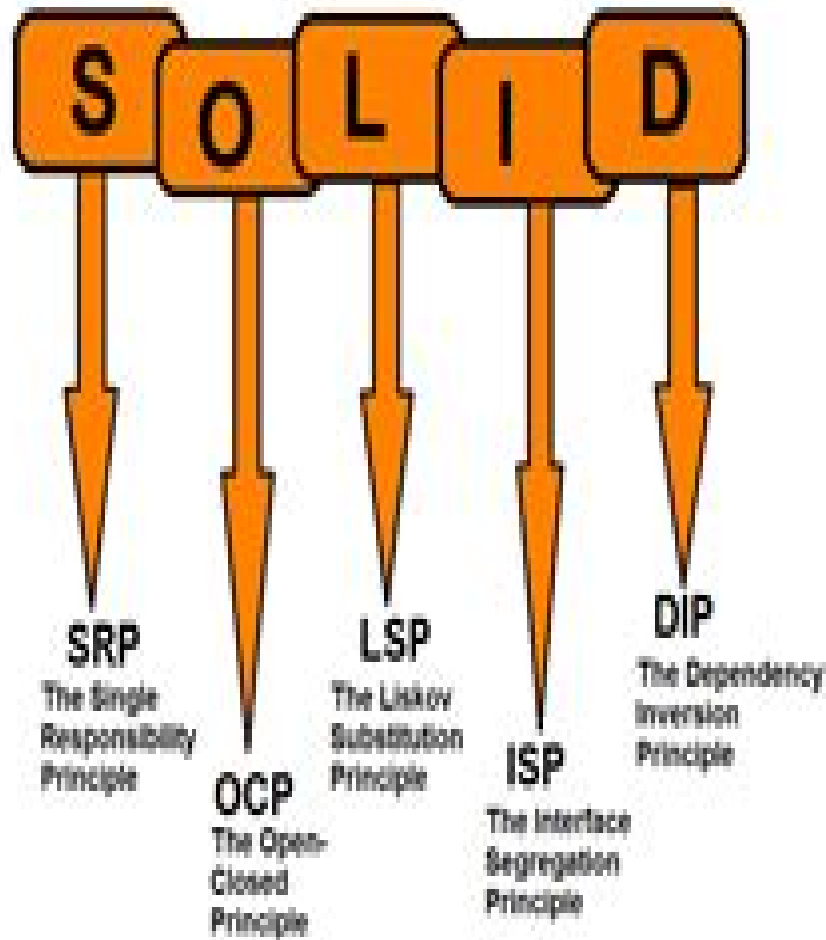 S O L I D
SRP
The Single
Responsibility
Principle
OCP
The Open-
Closed
Principle
LSP
The Liskov
Substitution
Principle
ISP
The Interface
Segregation
Principle
DIP
The Dependency
Inversion
Principle